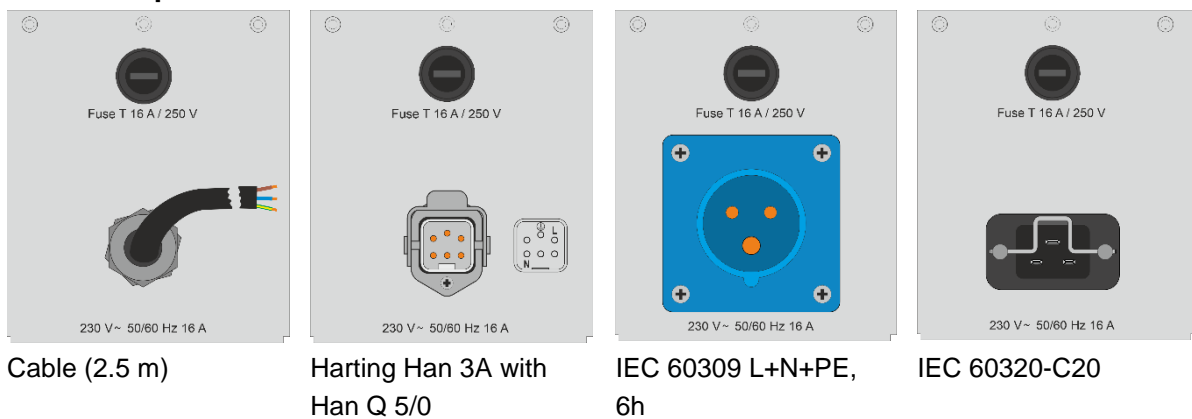 Fuse T 16 A / 250 V
Fuse T 16 A / 250 V
Fuse T 16 A / 250 V
Fuse T 16 A / 250 V
L
N
230 V~ 50/60 Hz 16 A
230 V~ 50/60 Hz 16 A
230 V~ 50/60 Hz 16 A
230 V~ 50/60 Hz 16 A
Cable (2.5 m)
Harting Han 3A with
Han Q 5/0
IEC 60309 L+N+PE,
6h
IEC 60320-C20